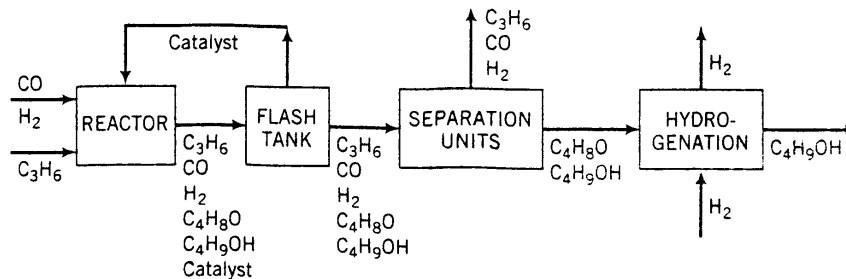 Catalyst
CO
H₂
C₃H₆
REACTOR
C₃H₆
CO
H₂
C₄H₈O
C₄H₉OH
Catalyst
FLASH
TANK
C₃H₆
CO
H₂
C₄H₈O
C₄H₉OH
C₃H₆
CO
H₂
SEPARATION
UNITS
C₄H₈O
C₄H₉OH
H₂
HYDRO-
GENATION
H₂
C₄H₉OH